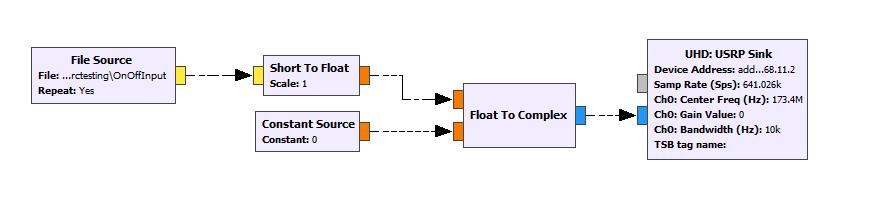 File Source
File: ...rctesting\OnOffInput
Repeat: Yes
Short To Float
Scale: 1
Constant Source
Constant: 0
Float To Complex
UHD: USRP Sink
Device Address: add...68.11.2
Samp Rate (Sps): 641.026k
Ch0: Center Freq (Hz): 173.4M
Ch0: Gain Value: 0
Ch0: Bandwidth (Hz): 10k
TSB tag name: